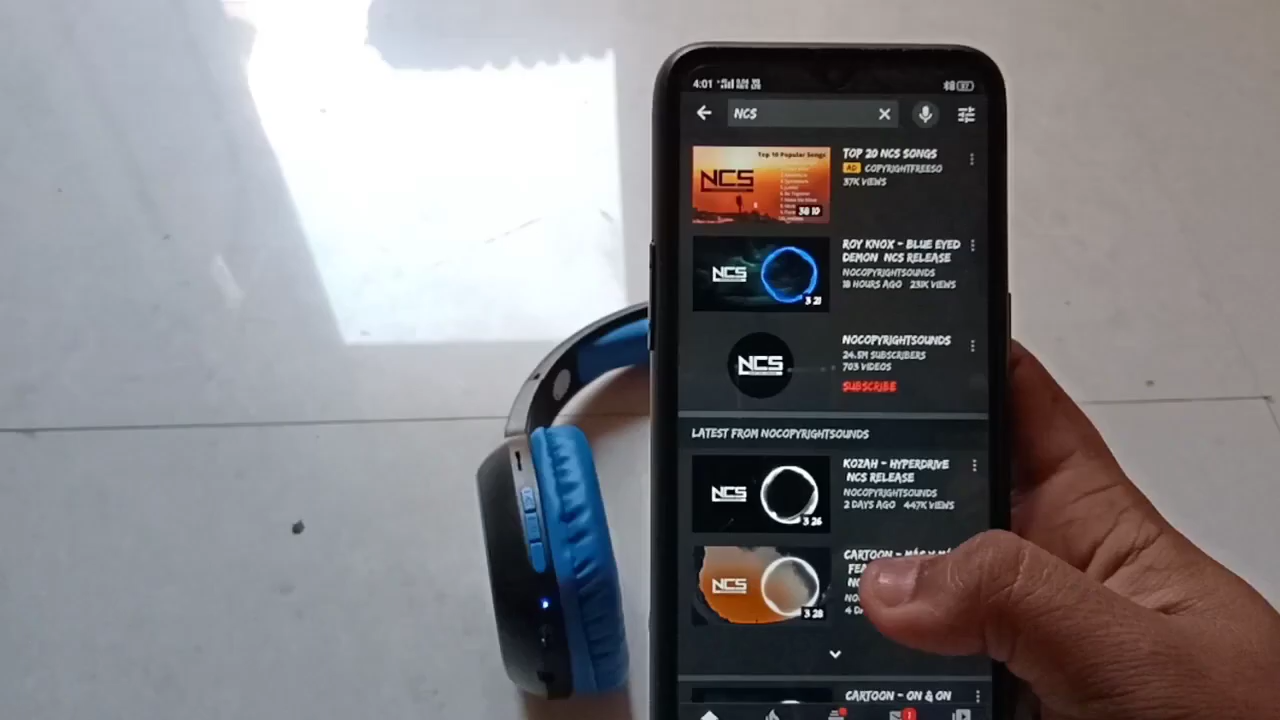 4:01
NCS
Top 10 Popular Songs
NCS
38 10
TOP 20 NCS SONGS
AD COPYRIGHTFREESO
37K VIEWS
NCS
3 21
ROY KNOX - BLUE EYED
DEMON NCS RELEASE
NOCOPYRIGHTSOUNDS
18 HOURS AGO 231K VIEWS
NCS
NOCOPYRIGHTSOUNDS
24.5M SUBSCRIBERS
703 VIDEOS
SUBSCRIBE
LATEST FROM NOCOPYRIGHTSOUNDS
NCS
3 26
KOZAH - HYPERDRIVE
NCS RELEASE
NOCOPYRIGHTSOUNDS
2 DAYS AGO 447K VIEWS
NCS
3 28
CARTOON -
CARTOON - ON & ON
1